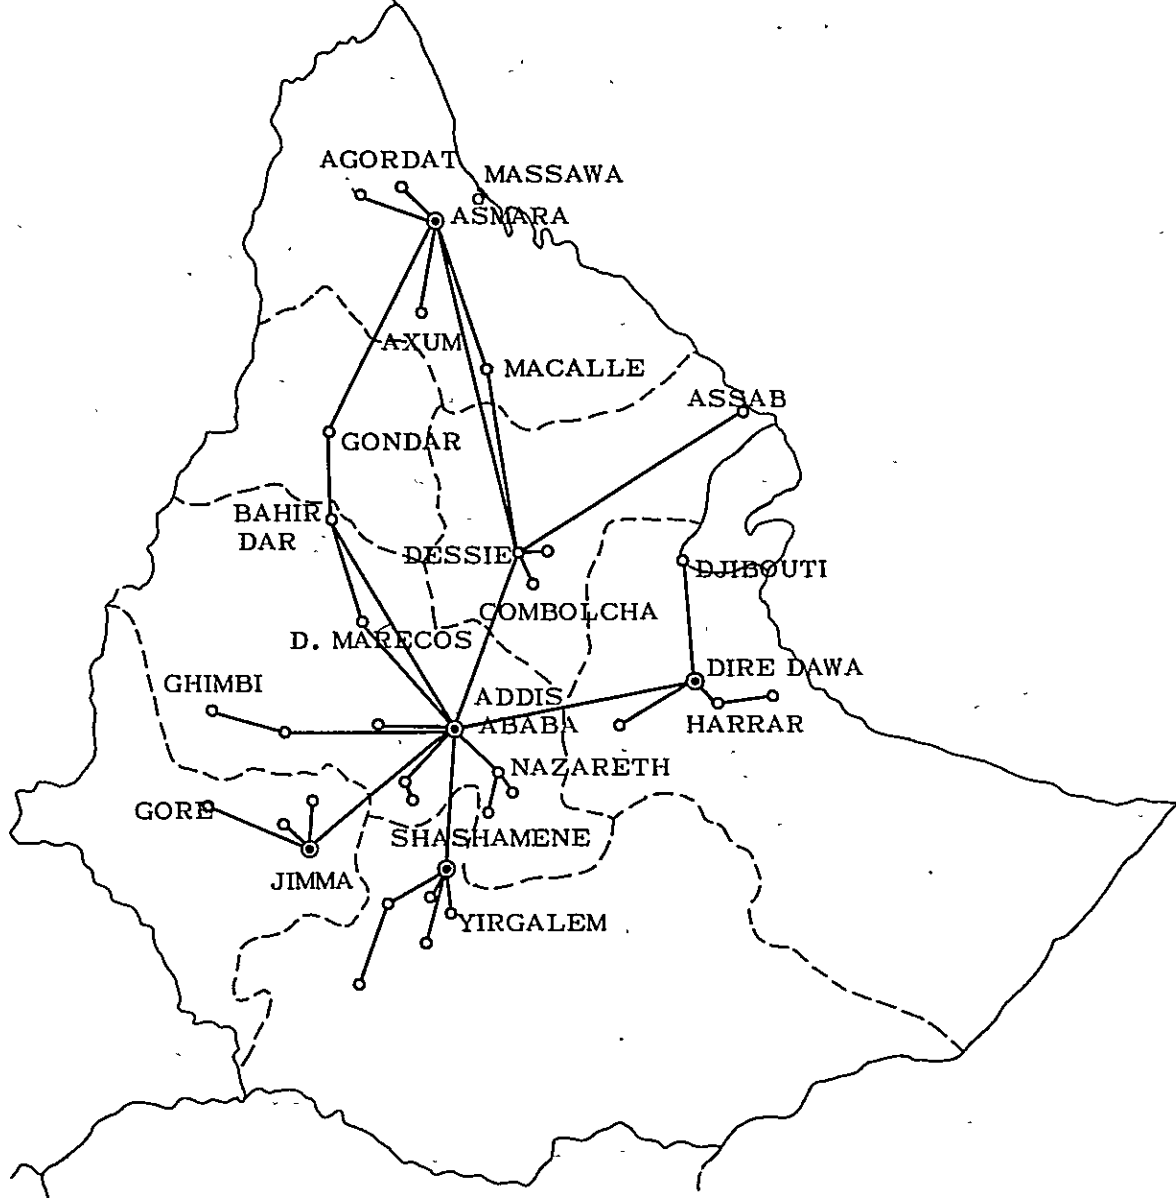 AGORDAT
MASSAWA
ASMARA
AXUM
MACALLE
ASSAB
GONDAR
BAHIR
DAR
DESSIE
DJIBOUTI
COMBOLCHA
D. MARECOS
DIRE DAWA
GHIMBI
ADDIS
ABABA
HARRAR
NAZARETH
GORE
SHASHAMENE
JIMMA
YIRGALEM